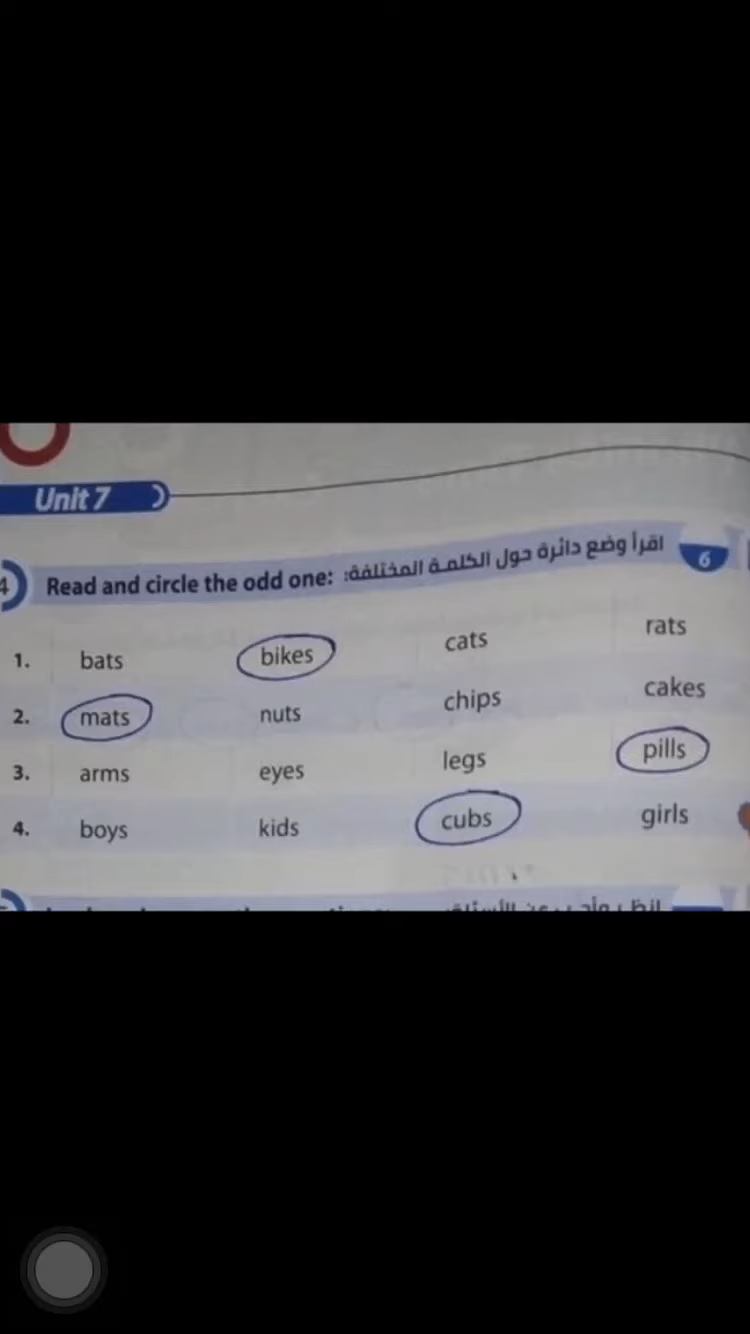 Unit 7
4 Read and circle the odd one: اقرأ وضع دائرة حول الكلمة المختلفة: 6
1. bats bikes cats rats
2. mats nuts chips cakes
3. arms eyes legs pills
4. boys kids cubs girls